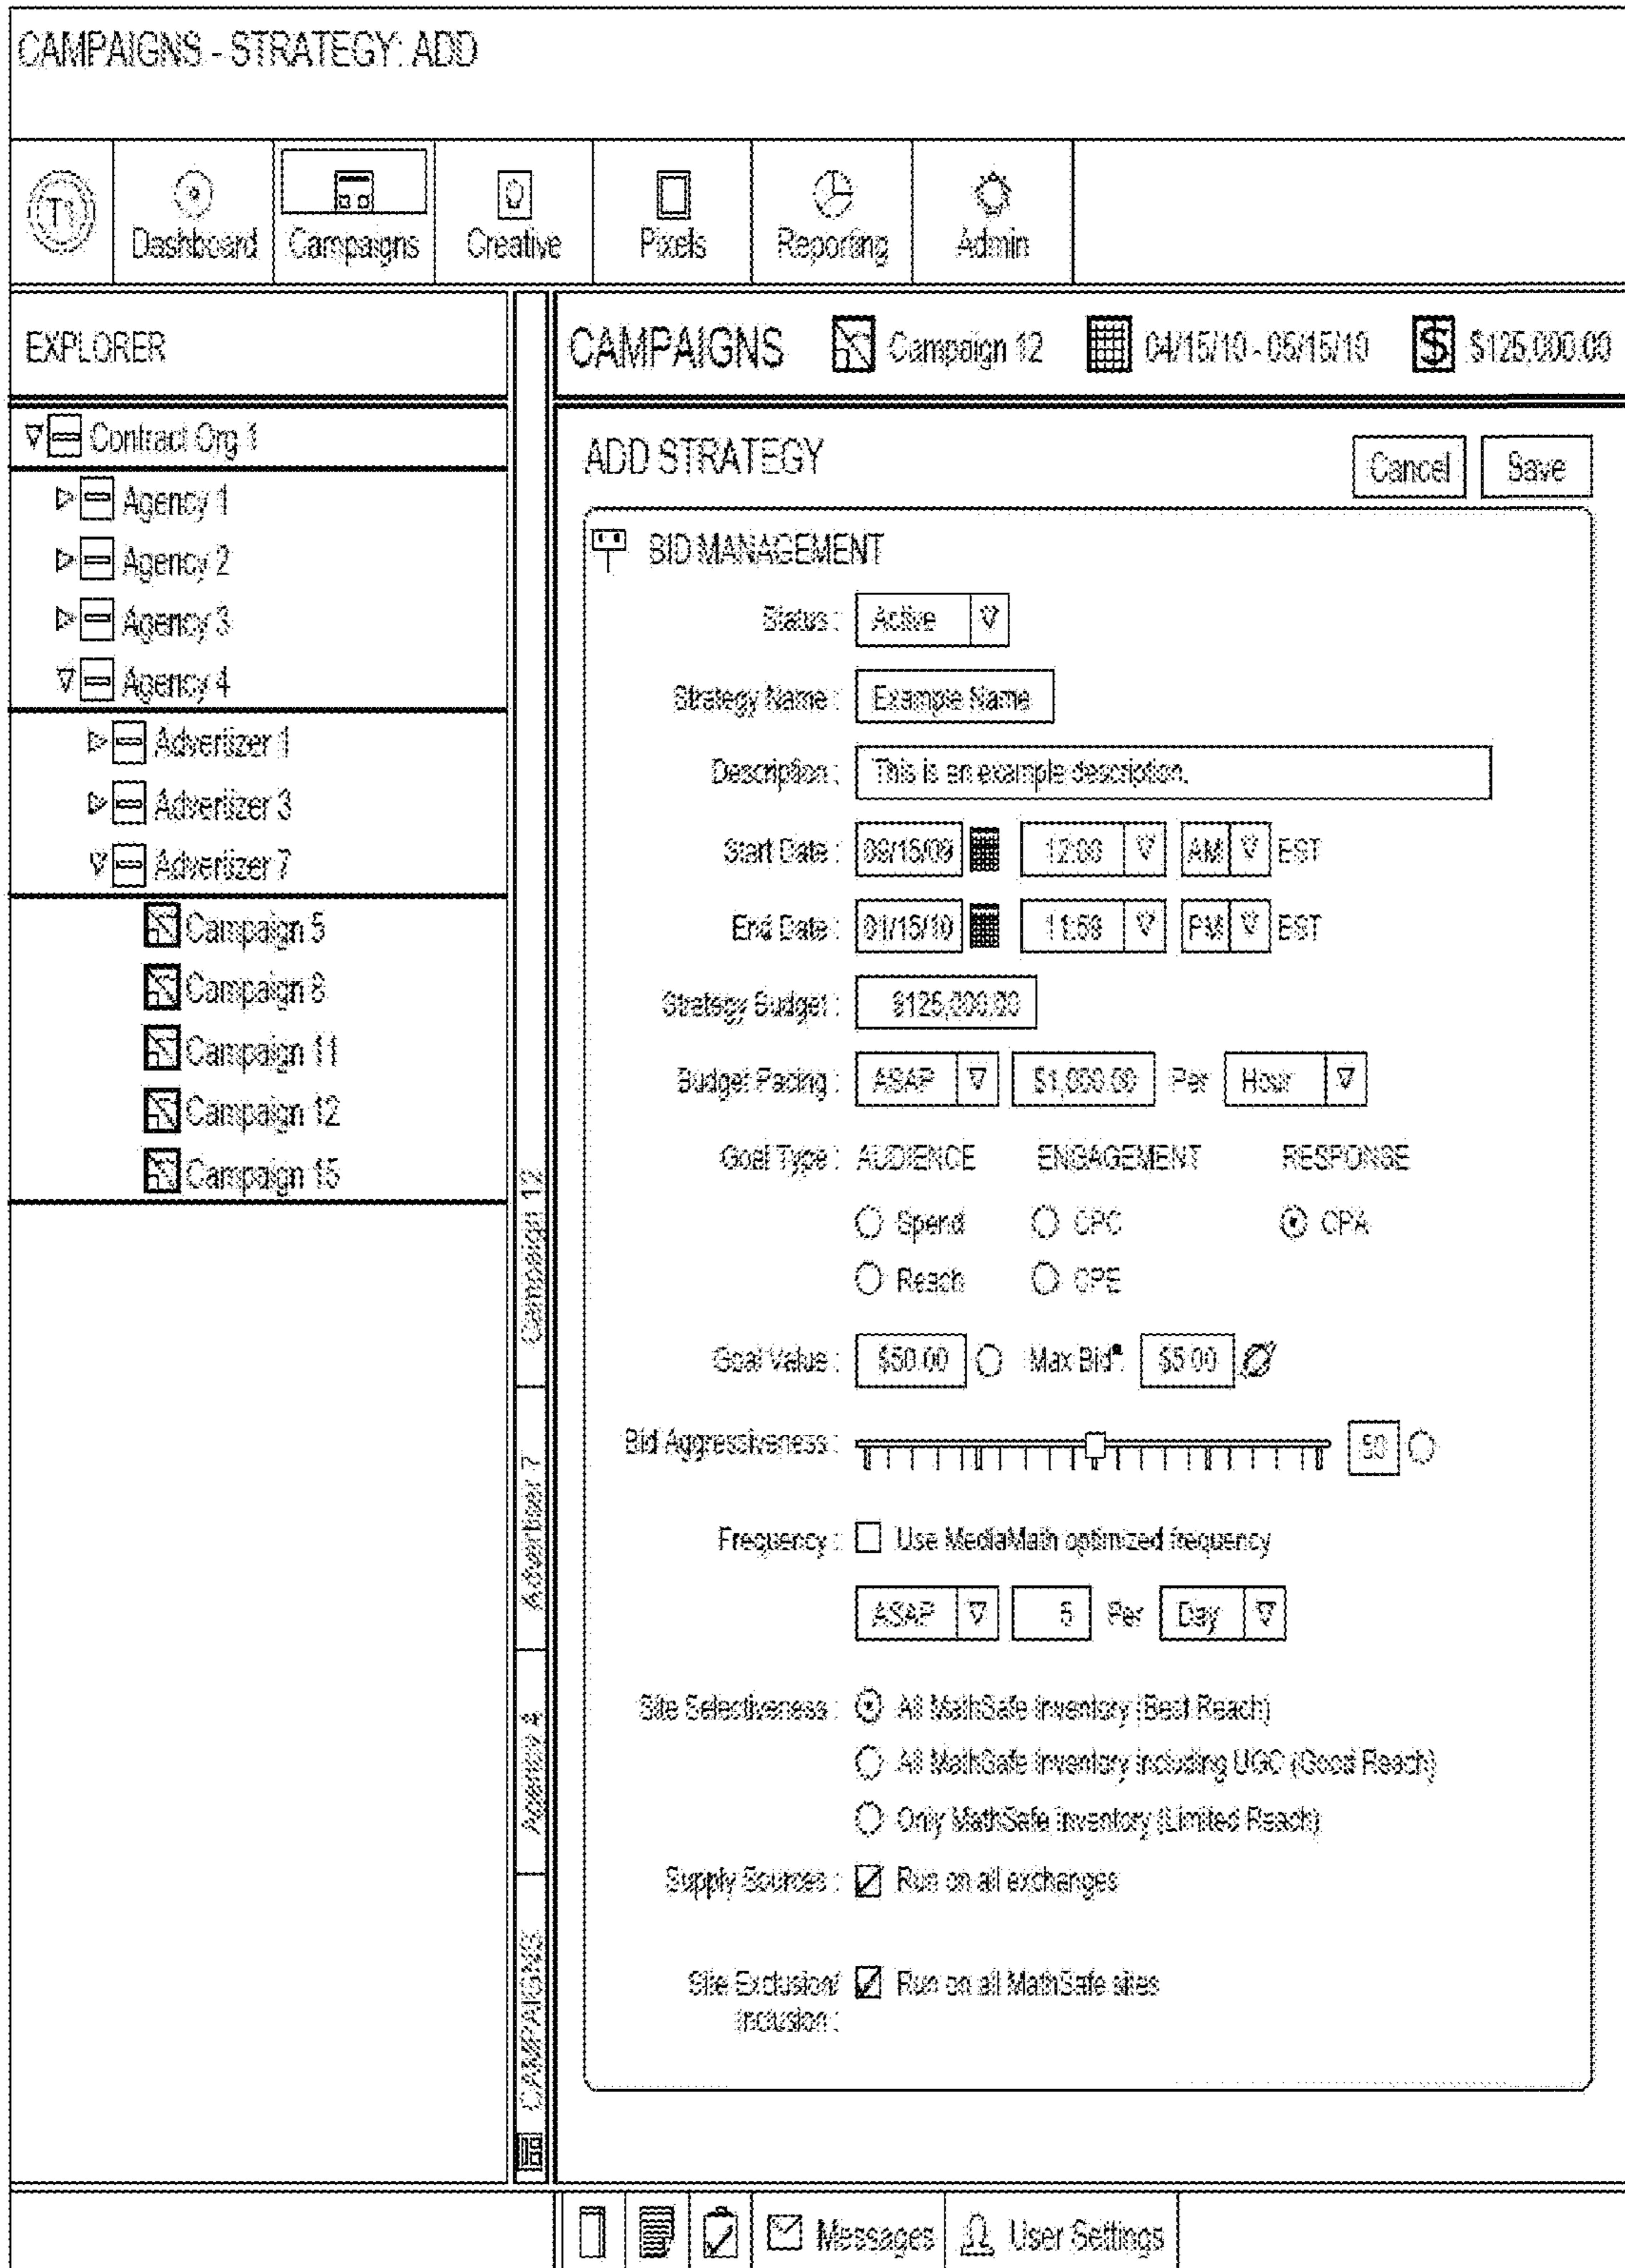 CAMPAIGNS - STRATEGY: ADD
Dashboard
Campaigns
Creative
Pixels
Reporting
Admin
EXPLORER
CAMPAIGNS Campaign 12 04/15/10 - 05/15/10 $ $125,000.00
Contract Org 1
Agency 1
Agency 2
Agency 3
Agency 4
Advertizer 1
Advertizer 3
Advertizer 7
Campaign 5
Campaign 8
Campaign 11
Campaign 12
Campaign 15
CAMPAIGNS Agency 4 Advertiser 7 Campaign 12
ADD STRATEGY Cancel Save
BID MANAGEMENT
Status : Active
Strategy Name : Example Name
Description : This is an example description.
Start Date : 12:00 AM EST
End Date : 01/15/10 PM EST
Strategy Budget : $125,000.00
Budget Pacing : ASAP $1,000.00 Per Hour
Goal Type : AUDIENCE ENGAGEMENT RESPONSE
Spend CPC CPA
Reach CPE
Goal Value : $50.00 Max Bid : $5.00
Bid Aggressiveness : 50
Frequency : Use MediaMath optimized frequency
ASAP 5 Per Day
Site Selectiveness : All MathSafe Inventory (Best Reach)
All MathSafe Inventory including UGC (Good Reach)
Only MathSafe Inventory (Limited Reach)
Supply Sources : Run on all exchanges
Site Exclusion/ Run on all MathSafe sites
Inclusion :
Messages User Settings